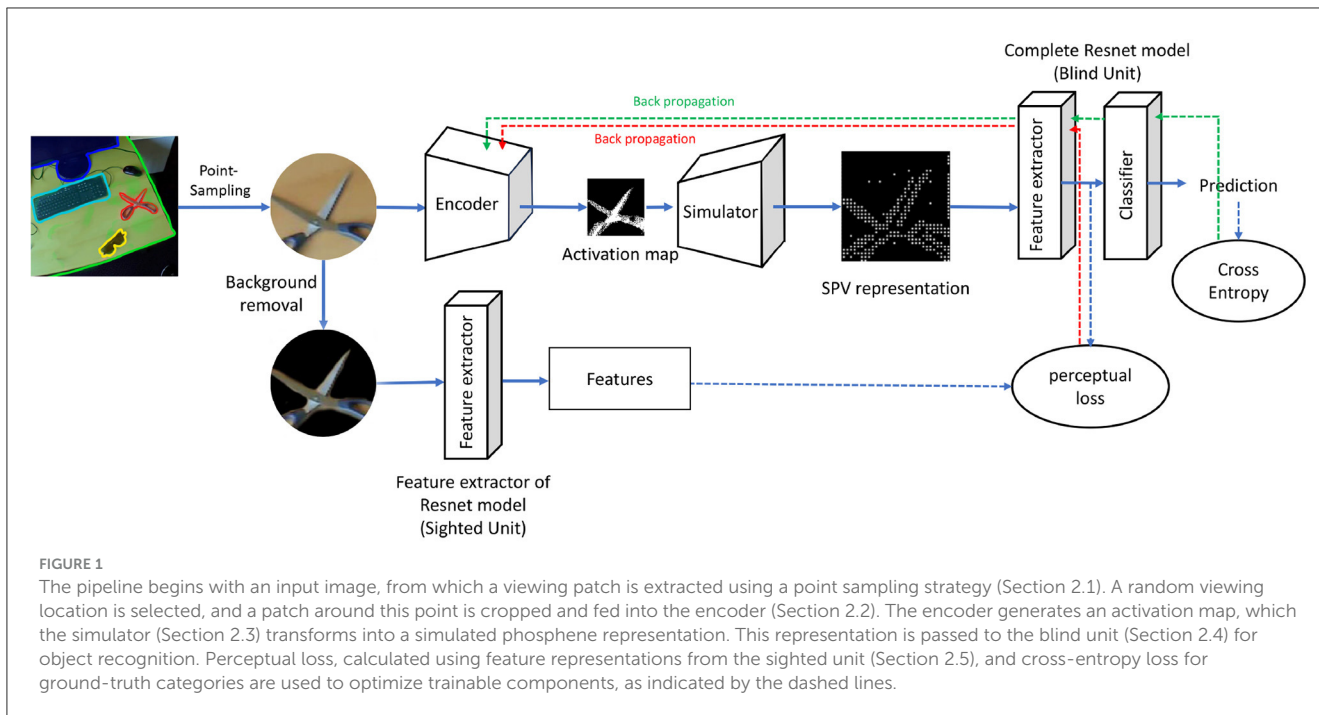 Complete Resnet model
(Blind Unit)
Back propagation
Back propagation
Point-
Sampling
Encoder
Activation map
Simulator
SPV representation
Feature extractor
Classifier
Prediction
Cross
Entropy
Background
removal
Feature extractor
Features
perceptual
loss
Feature extractor of
Resnet model
(Sighted Unit)
FIGURE 1
The pipeline begins with an input image, from which a viewing patch is extracted using a point sampling strategy (Section 2.1). A random viewing
location is selected, and a patch around this point is cropped and fed into the encoder (Section 2.2). The encoder generates an activation map, which
the simulator (Section 2.3) transforms into a simulated phosphene representation. This representation is passed to the blind unit (Section 2.4) for
object recognition. Perceptual loss, calculated using feature representations from the sighted unit (Section 2.5), and cross-entropy loss for
ground-truth categories are used to optimize trainable components, as indicated by the dashed lines.